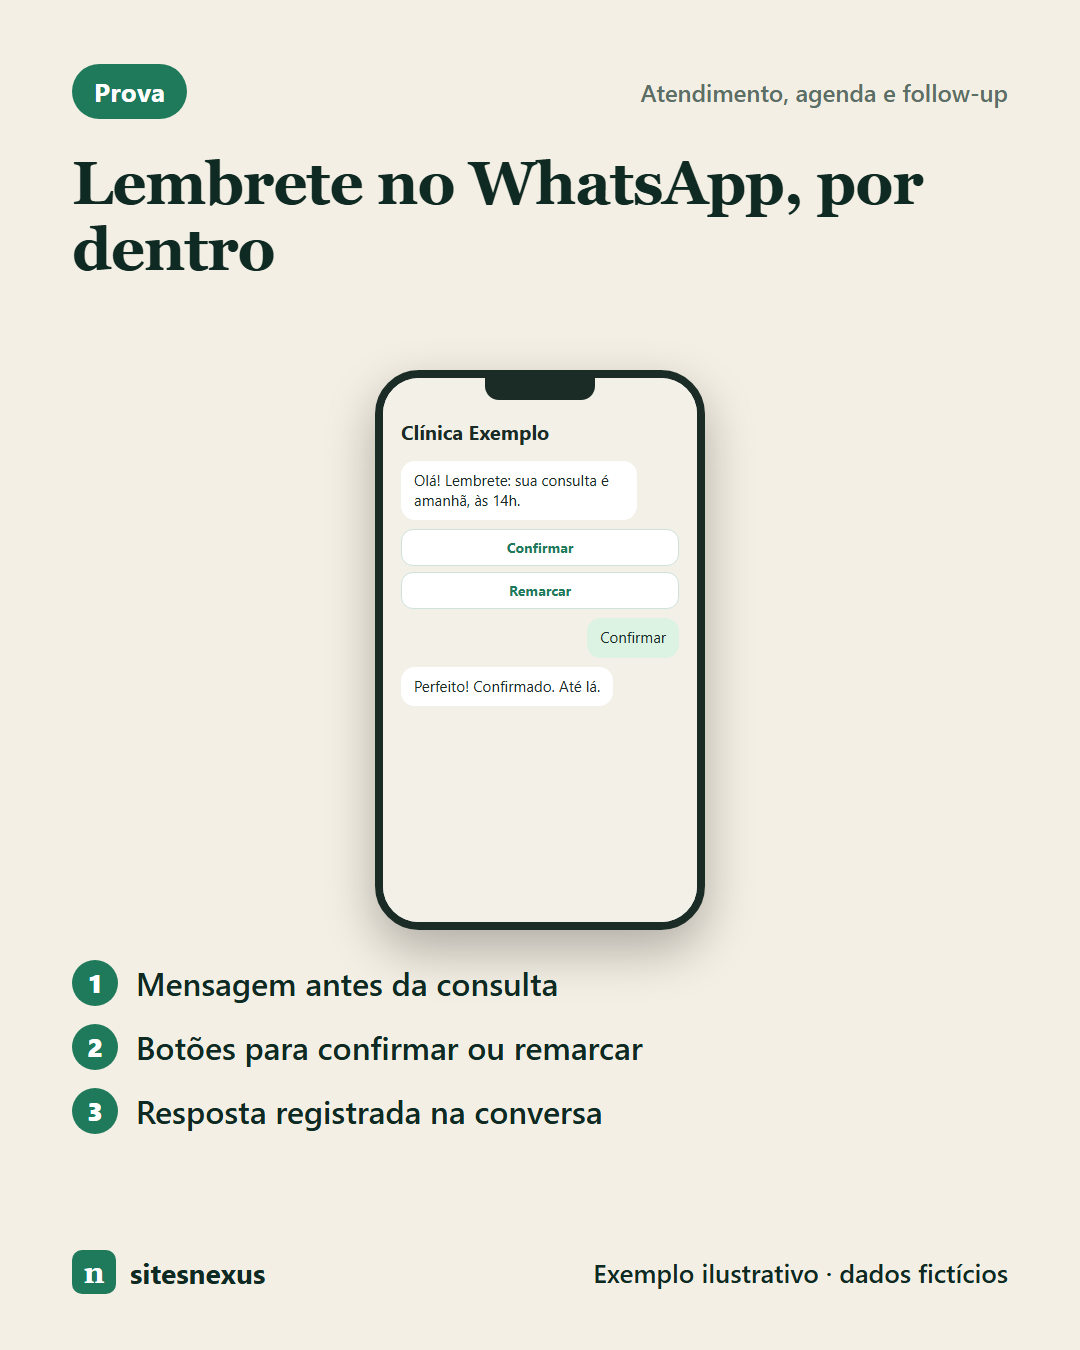 Prova
Atendimento, agenda e follow-up
Lembrete no WhatsApp, por
dentro
Clínica Exemplo
Olá! Lembrete: sua consulta é
amanhã, às 14h.
Confirmar
Remarcar
Confirmar
Perfeito! Confirmado. Até lá.
1 Mensagem antes da consulta
2 Botões para confirmar ou remarcar
3 Resposta registrada na conversa
n sitesnexus
Exemplo ilustrativo · dados fictícios